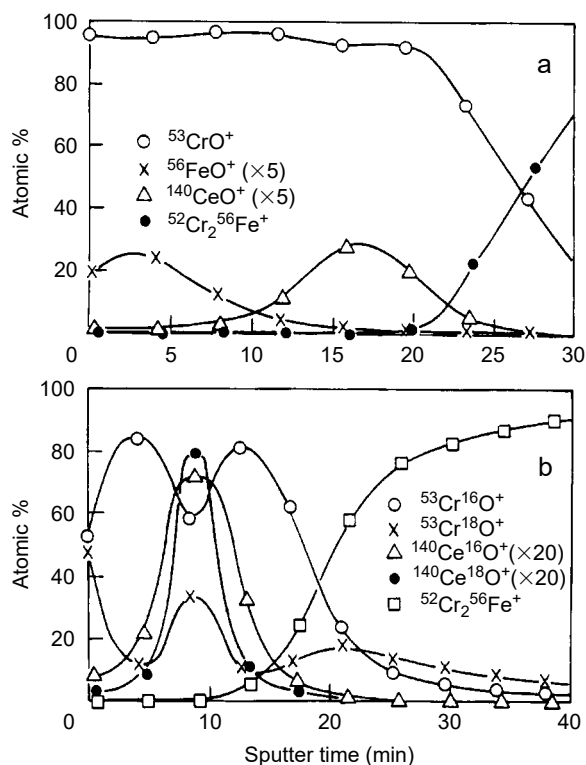 100
80
60
40
20
Atomic %
a
⁵³CrO⁺
⁵⁶FeO⁺ (×5)
¹⁴⁰CeO⁺ (×5)
⁵²Cr₂⁵⁶Fe⁺
0 5 10 15 20 25 30
100
80
60
40
20
0
Atomic %
b
⁵³Cr¹⁶O⁺
⁵³Cr¹⁸O⁺
¹⁴⁰Ce¹⁶O⁺(×20)
¹⁴⁰Ce¹⁸O⁺(×20)
⁵²Cr₂⁵⁶Fe⁺
10 20 30 40
Sputter time (min)